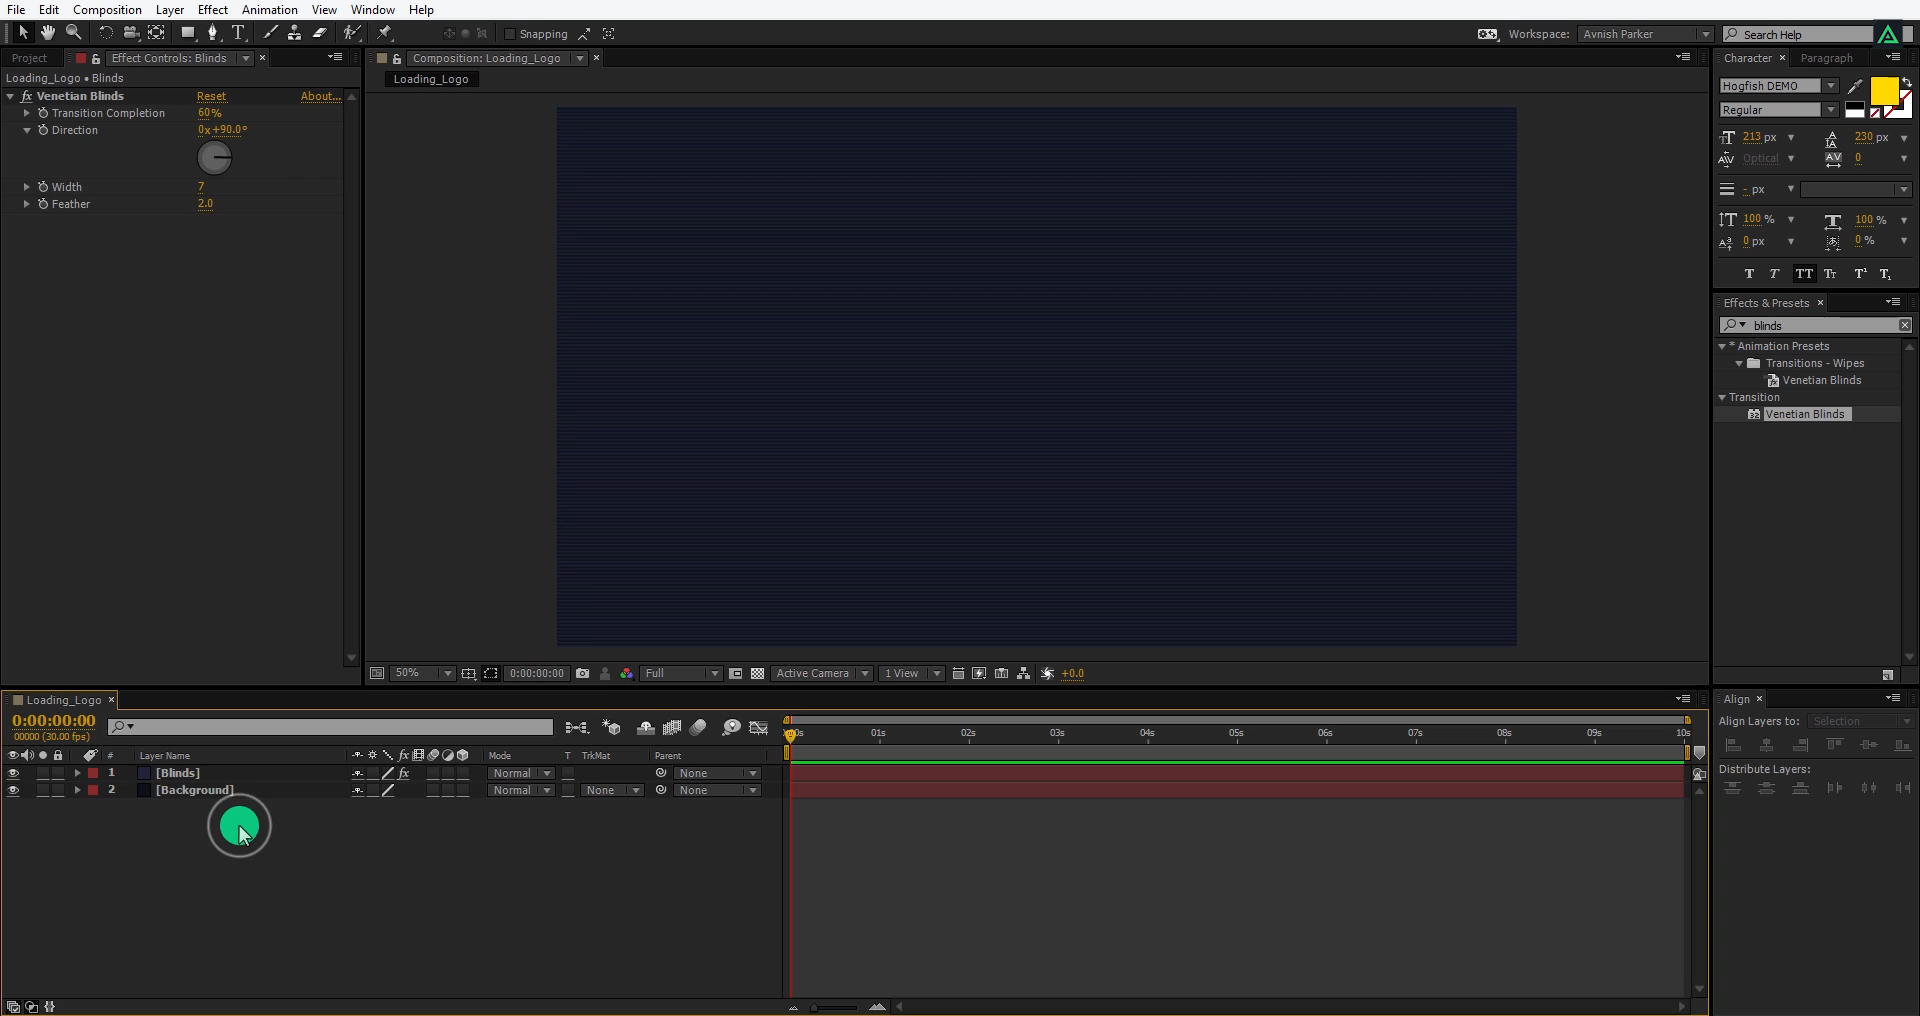 File Edit Composition Layer Effect Animation View Window Help
Snapping
Workspace: Avnish Parker
Search Help
Project Effect Controls: Blinds
Composition: Loading_Logo
Character Paragraph
Loading_Logo • Blinds
Loading_Logo
Venetian Blinds Reset About...
Transition Completion 60%
Direction 0x+90.0°
Width 7
Feather 2.0
Hogfish DEMO
Regular
213 px 230 px
Optical 0
- px
100 % 100 %
0 px 0 %
T T TT Tt T¹ T₁
Effects & Presets
blinds
* Animation Presets
Transitions - Wipes
Venetian Blinds
Transition
Venetian Blinds
50% 0:00:00:00 Full Active Camera 1 View +0.0
Loading_Logo
0:00:00:00
00000 (30.00 fps)
# Layer Name Mode T TrkMat Parent
1 [Blinds] Normal None
2 [Background] Normal None None
01s 02s 03s 04s 05s 06s 07s 08s 09s 10s
Align
Align Layers to: Selection
Distribute Layers: